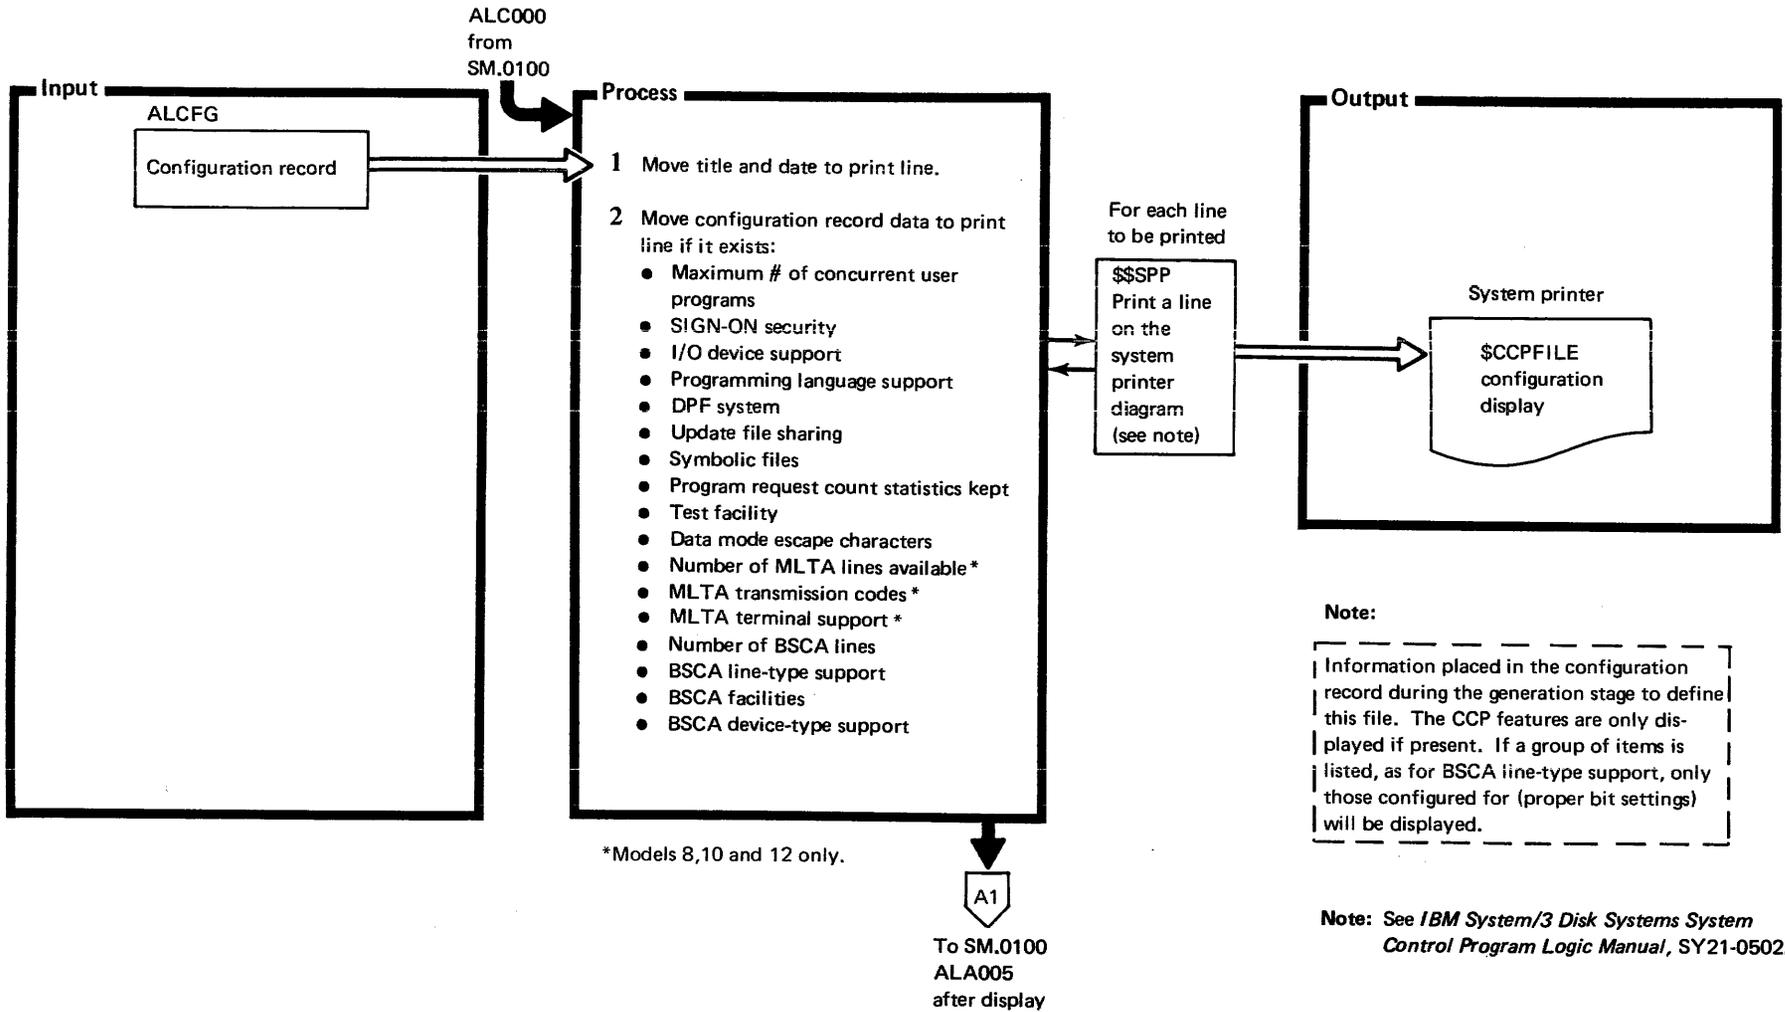 ALC000
from
SM.0100
Input
ALCFG
Configuration record
Process
1 Move title and date to print line.
2 Move configuration record data to print
line if it exists:
● Maximum # of concurrent user
programs
● SIGN-ON security
● I/O device support
● Programming language support
● DPF system
● Update file sharing
● Symbolic files
● Program request count statistics kept
● Test facility
● Data mode escape characters
● Number of MLTA lines available*
● MLTA transmission codes*
● MLTA terminal support*
● Number of BSCA lines
● BSCA line-type support
● BSCA facilities
● BSCA device-type support
*Models 8,10 and 12 only.
A1
To SM.0100
ALA005
after display
For each line
to be printed
$$SPP
Print a line
on the
system
printer
diagram
(see note)
Output
System printer
$CCPFILE
configuration
display
Note:
Information placed in the configuration
record during the generation stage to define
this file. The CCP features are only dis-
played if present. If a group of items is
listed, as for BSCA line-type support, only
those configured for (proper bit settings)
will be displayed.
Note: See IBM System/3 Disk Systems System
Control Program Logic Manual, SY21-0502